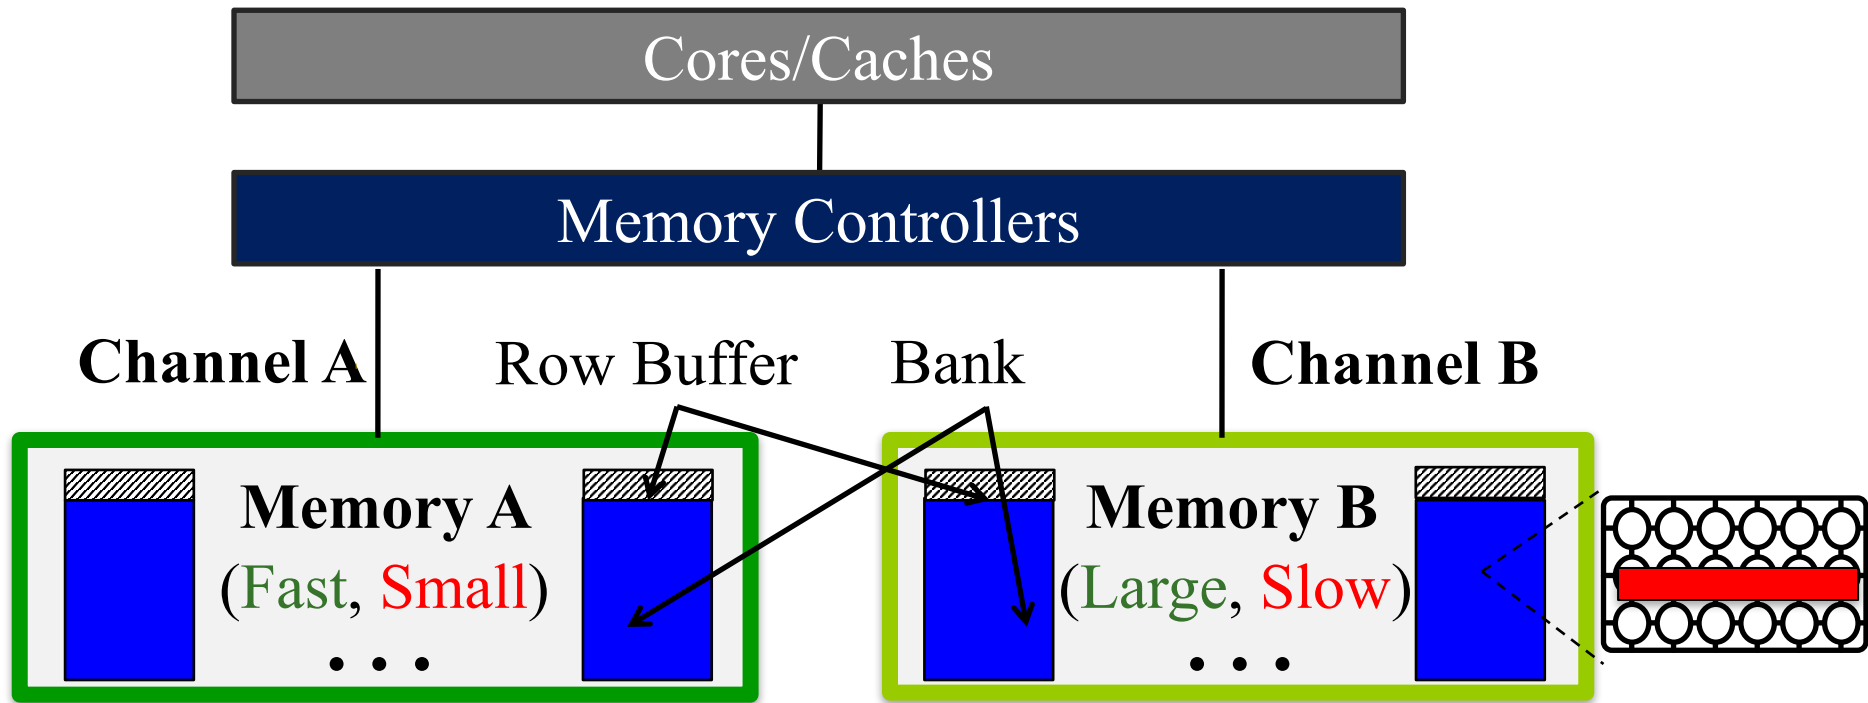 Cores/Caches
Memory Controllers
Channel A
Row Buffer
Bank
Channel B
Memory A
(Fast, Small)
. . .
Memory B
(Large, Slow)
. . .